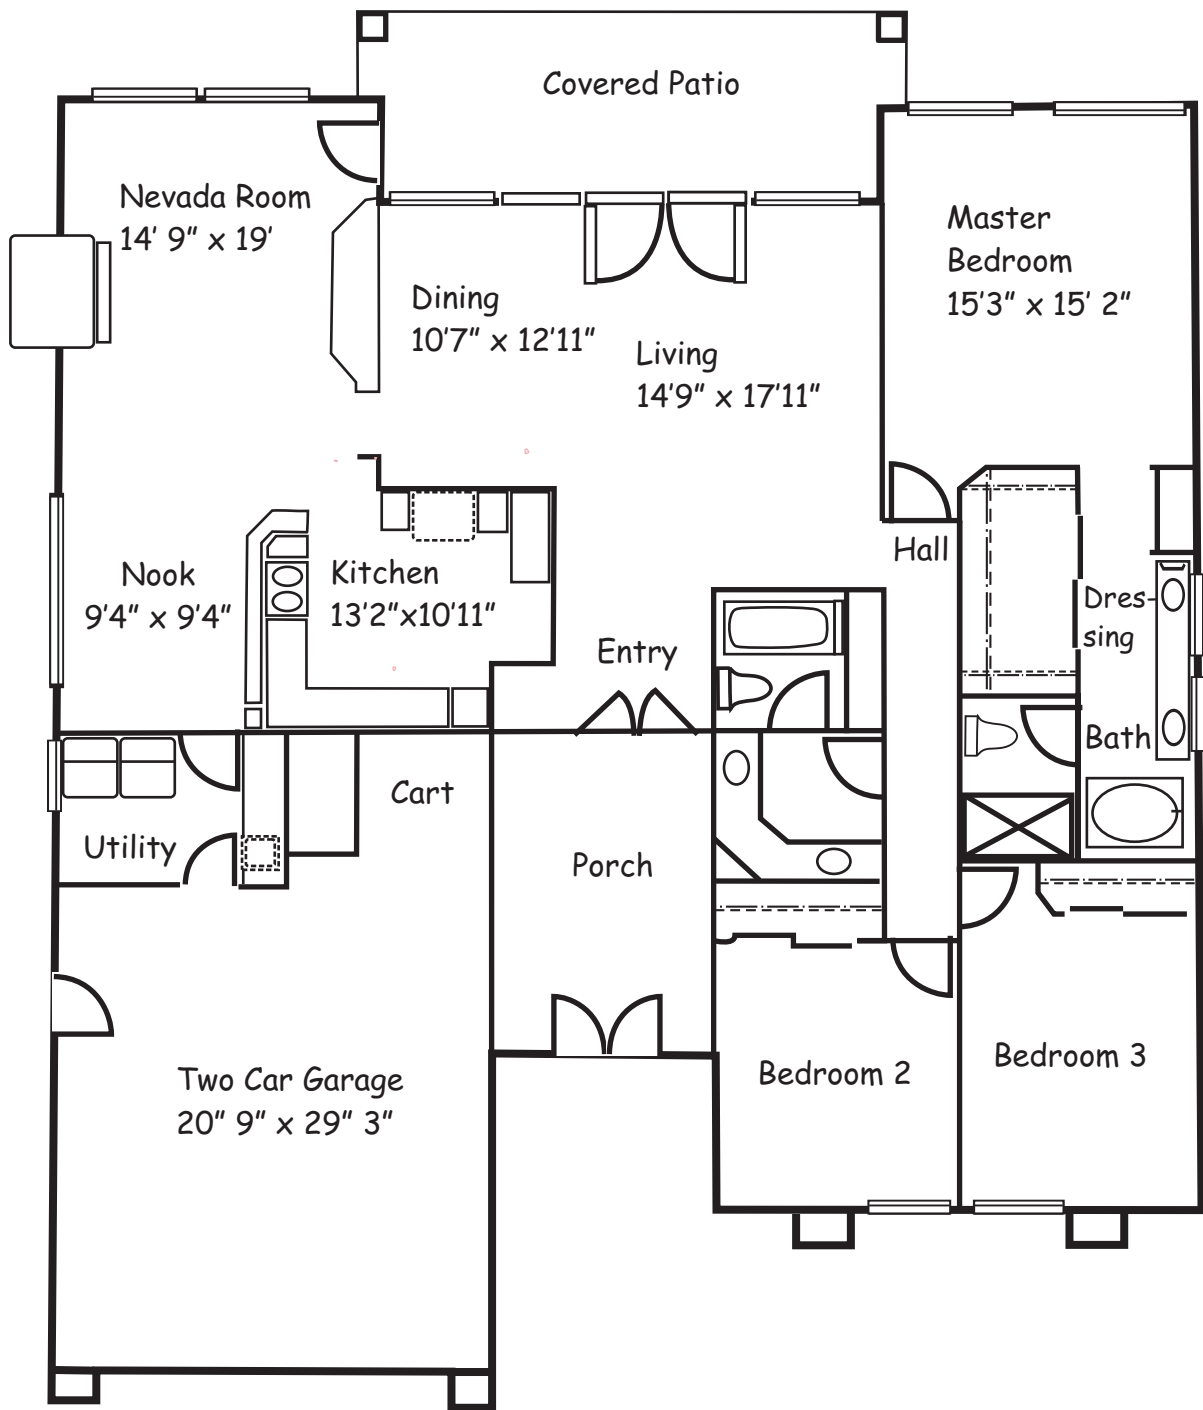 Covered Patio
Nevada Room
14' 9" x 19'
Master
Bedroom
15'3" x 15' 2"
Dining
10'7" x 12'11"
Living
14'9" x 17'11"
Hall
Nook
9'4" x 9'4"
Kitchen
13'2"x10'11"
Dres-
sing
Entry
Bath
Cart
Utility
Porch
Bedroom 2
Bedroom 3
Two Car Garage
20" 9" x 29" 3"